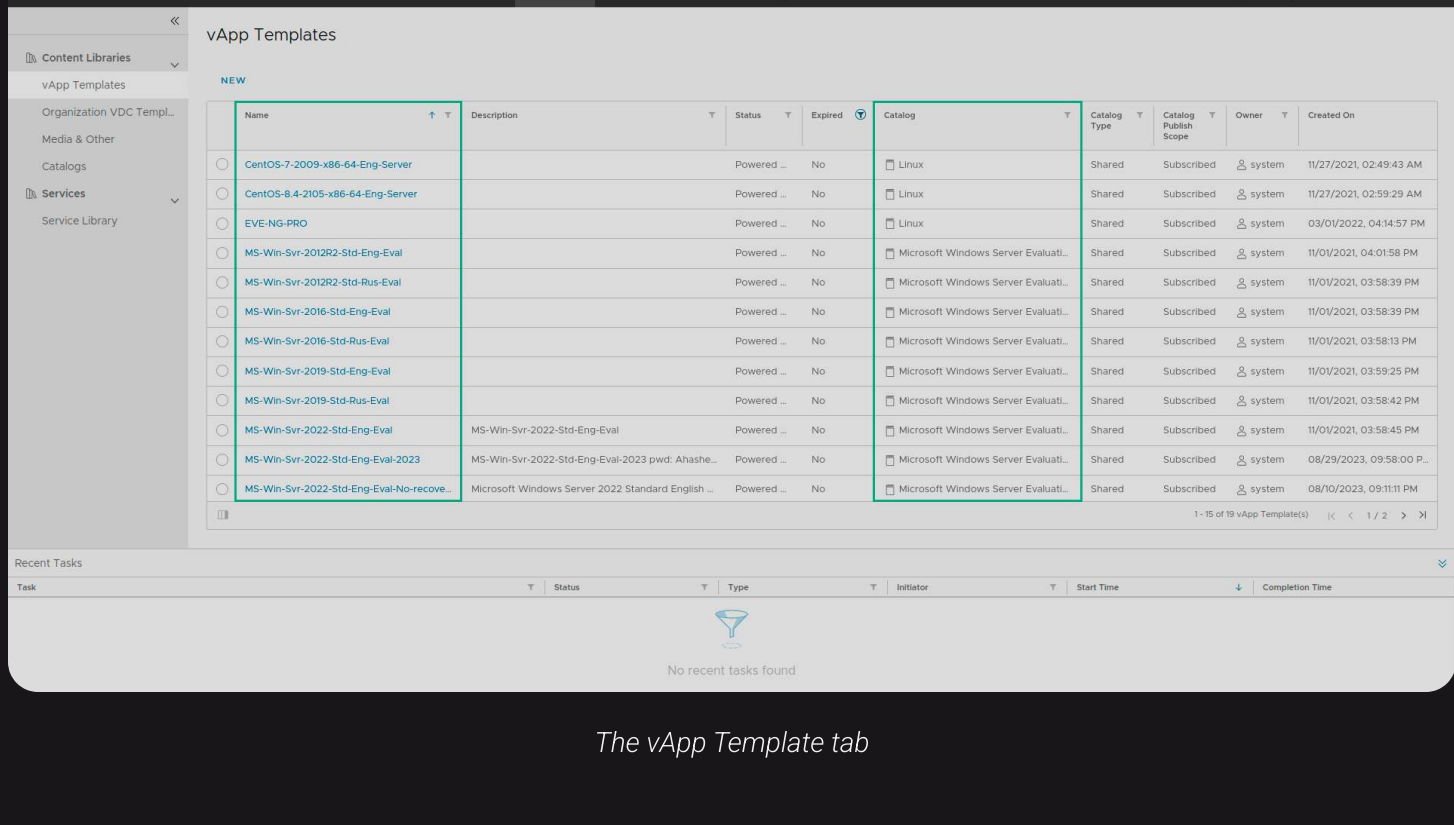 vApp Templates
Content Libraries
vApp Templates
Organization VDC Templ...
Media & Other
Catalogs
Services
Service Library
NEW
Name Description Status Expired Catalog Catalog Type Catalog Publish Scope Owner Created On
CentOS-7-2009-x86-64-Eng-Server Powered ... No Linux Shared Subscribed system 11/27/2021, 02:49:43 AM
CentOS-8.4-2105-x86-64-Eng-Server Powered ... No Linux Shared Subscribed system 11/27/2021, 02:59:29 AM
EVE-NG-PRO Powered ... No Linux Shared Subscribed system 03/01/2022, 04:14:57 PM
MS-Win-Svr-2012R2-Std-Eng-Eval Powered ... No Microsoft Windows Server Evaluati... Shared Subscribed system 11/01/2021, 04:01:58 PM
MS-Win-Svr-2012R2-Std-Rus-Eval Powered ... No Microsoft Windows Server Evaluati... Shared Subscribed system 11/01/2021, 03:58:39 PM
MS-Win-Svr-2016-Std-Eng-Eval Powered ... No Microsoft Windows Server Evaluati... Shared Subscribed system 11/01/2021, 03:58:39 PM
MS-Win-Svr-2016-Std-Rus-Eval Powered ... No Microsoft Windows Server Evaluati... Shared Subscribed system 11/01/2021, 03:58:13 PM
MS-Win-Svr-2019-Std-Eng-Eval Powered ... No Microsoft Windows Server Evaluati... Shared Subscribed system 11/01/2021, 03:59:25 PM
MS-Win-Svr-2019-Std-Rus-Eval Powered ... No Microsoft Windows Server Evaluati... Shared Subscribed system 11/01/2021, 03:58:42 PM
MS-Win-Svr-2022-Std-Eng-Eval MS-Win-Svr-2022-Std-Eng-Eval Powered ... No Microsoft Windows Server Evaluati... Shared Subscribed system 11/01/2021, 03:58:45 PM
MS-Win-Svr-2022-Std-Eng-Eval-2023 MS-Win-Svr-2022-Std-Eng-Eval-2023 pwd: Ahashe... Powered ... No Microsoft Windows Server Evaluati... Shared Subscribed system 08/29/2023, 09:58:00 P...
MS-Win-Svr-2022-Std-Eng-Eval-No-recove... Microsoft Windows Server 2022 Standard English ... Powered ... No Microsoft Windows Server Evaluati... Shared Subscribed system 08/10/2023, 09:11:11 PM
1 - 15 of 19 vApp Template(s) 1 / 2
Recent Tasks
Task Status Type Initiator Start Time Completion Time
No recent tasks found
The vApp Template tab